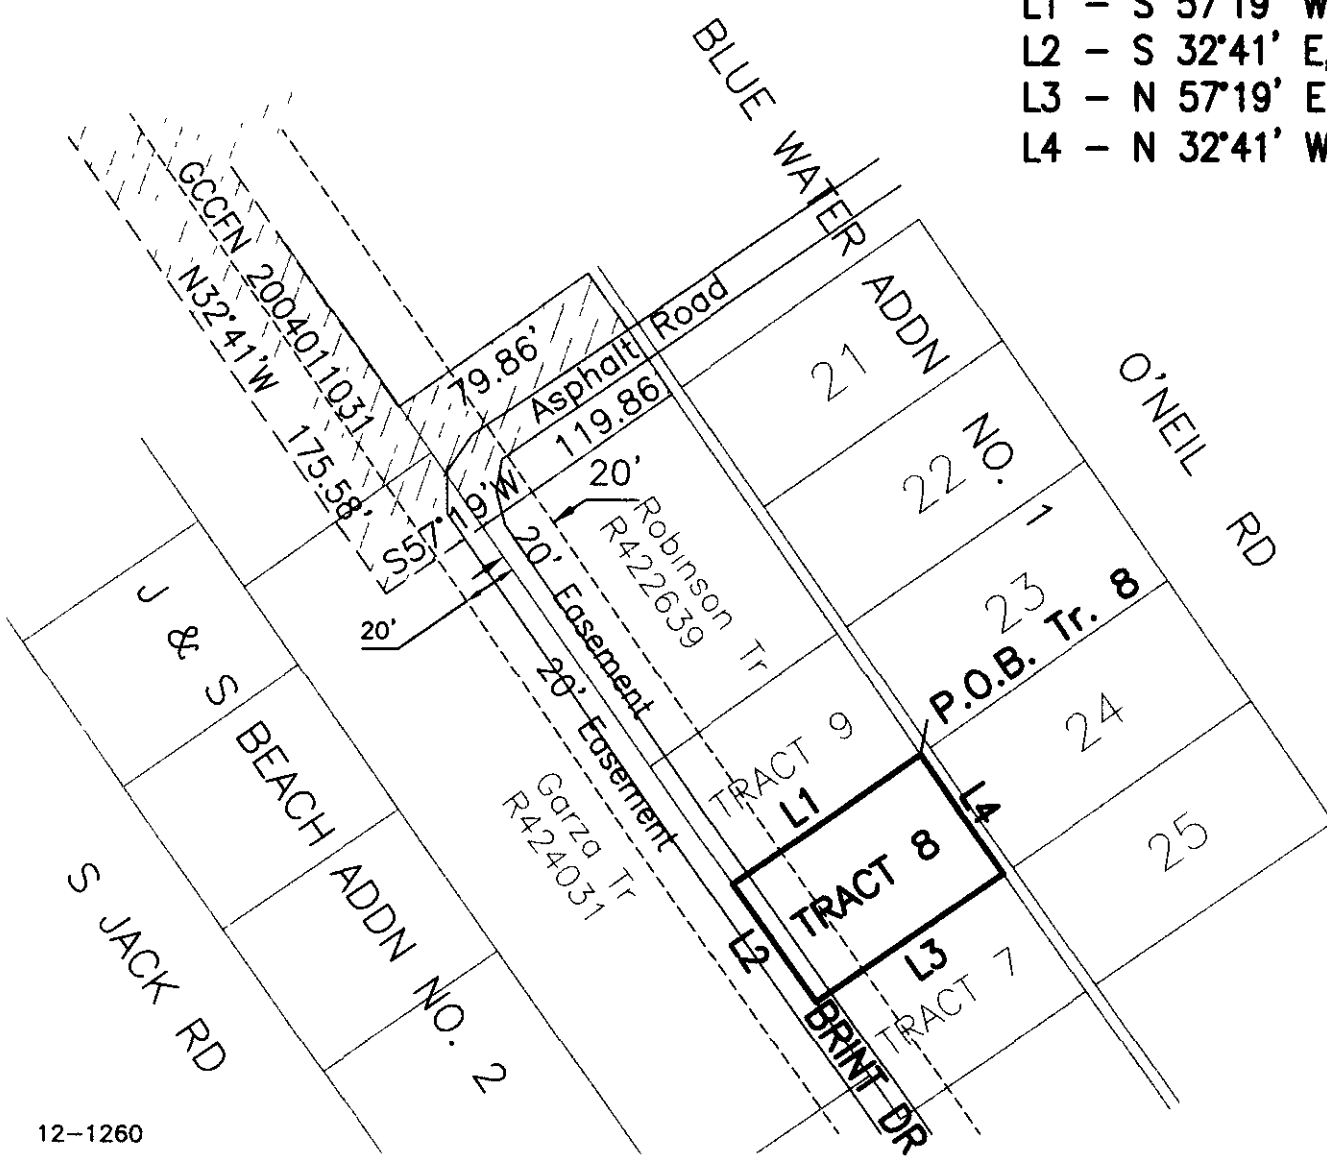 L1 – S 57°19' W
L2 – S 32°41' E,
L3 – N 57°19' E
L4 – N 32°41' W
BLUE WATER ADDN NO. 1
GCCFN 2004011031
N32°41'W 175.58'
79.86'
Asphalt Road
119.86
S57°19'W
20'
20'
20' Easement
20' Easement
Robinson Tr
R422639
Garza Tr
R424031
21
22
23
24
25
O'NEIL RD
P.O.B. Tr. 8
TRACT 9
L1
L4
TRACT 8
L2
L3
TRACT 7
BRINT DR
J & S BEACH ADDN NO. 2
S JACK RD
12–1260